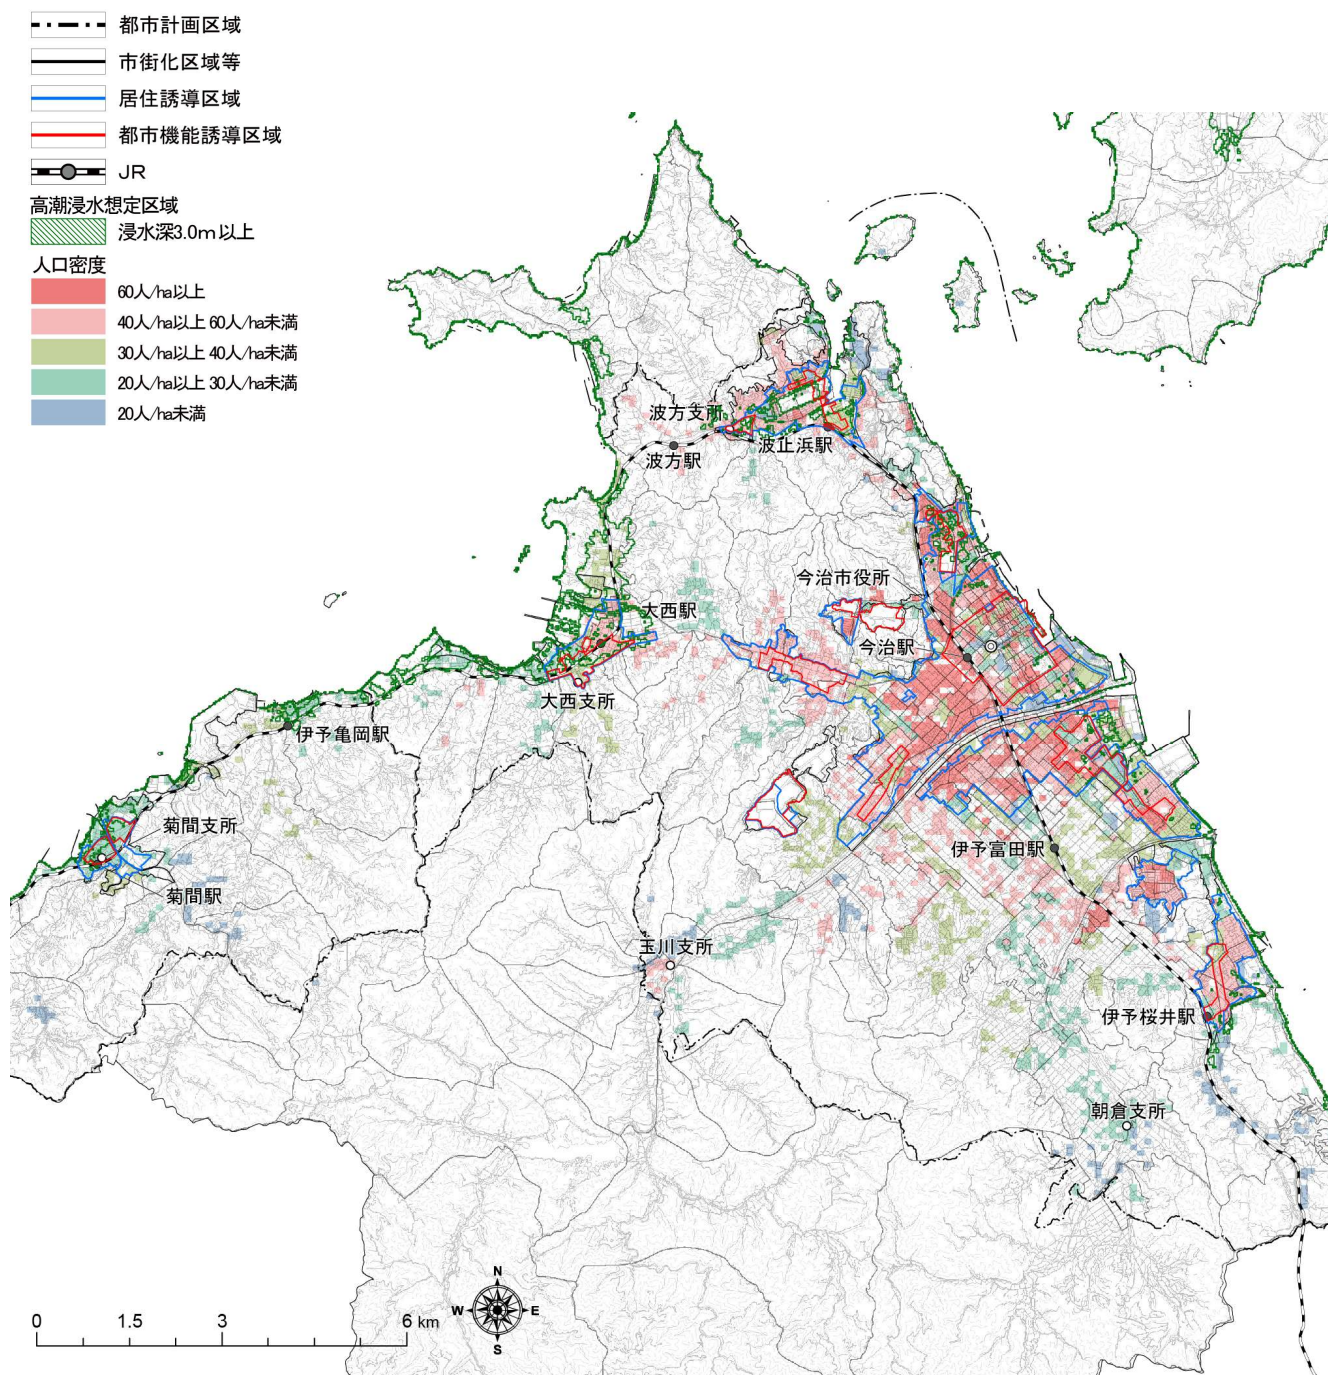 都市計画区域
市街化区域等
居住誘導区域
都市機能誘導区域
JR
高潮浸水想定区域
浸水深3.0m以上
人口密度
60人/ha以上
40人/ha以上 60人/ha未満
30人/ha以上 40人/ha未満
20人/ha以上 30人/ha未満
20人/ha未満
波方支所
波止浜駅
波方駅
今治市役所
大西駅
今治駅
大西支所
伊予亀岡駅
菊間支所
伊予富田駅
菊間駅
玉川支所
伊予桜井駅
朝倉支所
N
W
E
S
0
1.5
3
6 km